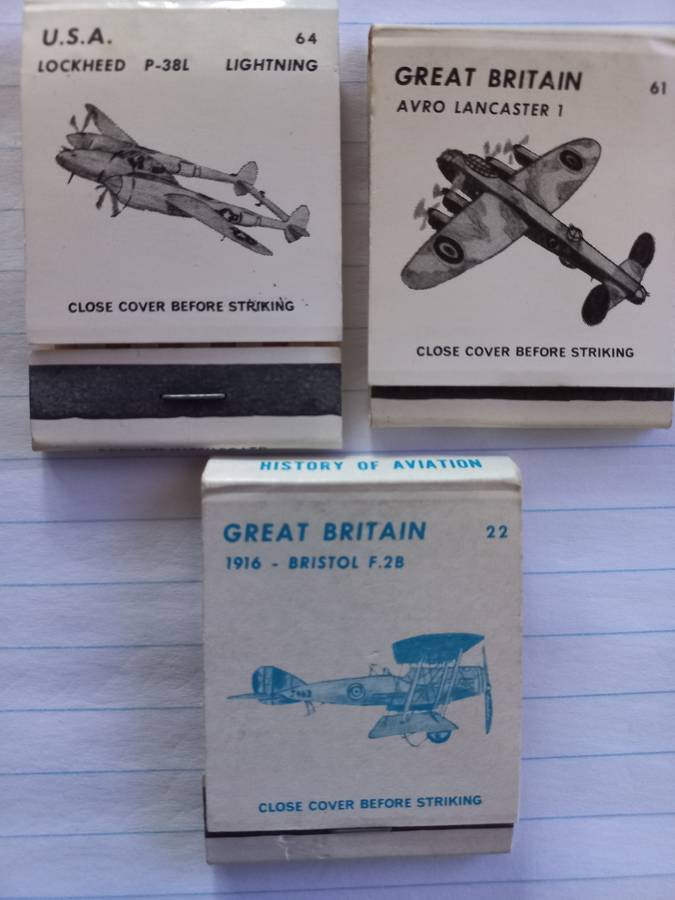 U.S.A. 64
LOCKHEED P-38L LIGHTNING
CLOSE COVER BEFORE STRIKING
GREAT BRITAIN 61
AVRO LANCASTER 1
CLOSE COVER BEFORE STRIKING
HISTORY OF AVIATION
GREAT BRITAIN 22
1916 - BRISTOL F.2B
CLOSE COVER BEFORE STRIKING